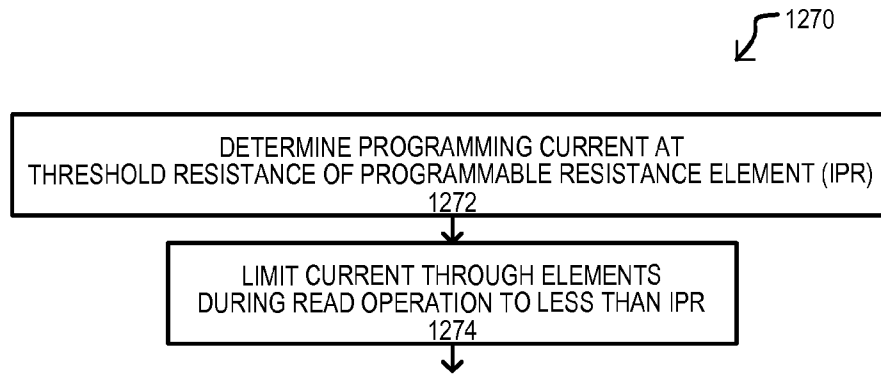 1270
DETERMINE PROGRAMMING CURRENT AT
THRESHOLD RESISTANCE OF PROGRAMMABLE RESISTANCE ELEMENT (IPR)
1272
LIMIT CURRENT THROUGH ELEMENTS
DURING READ OPERATION TO LESS THAN IPR
1274